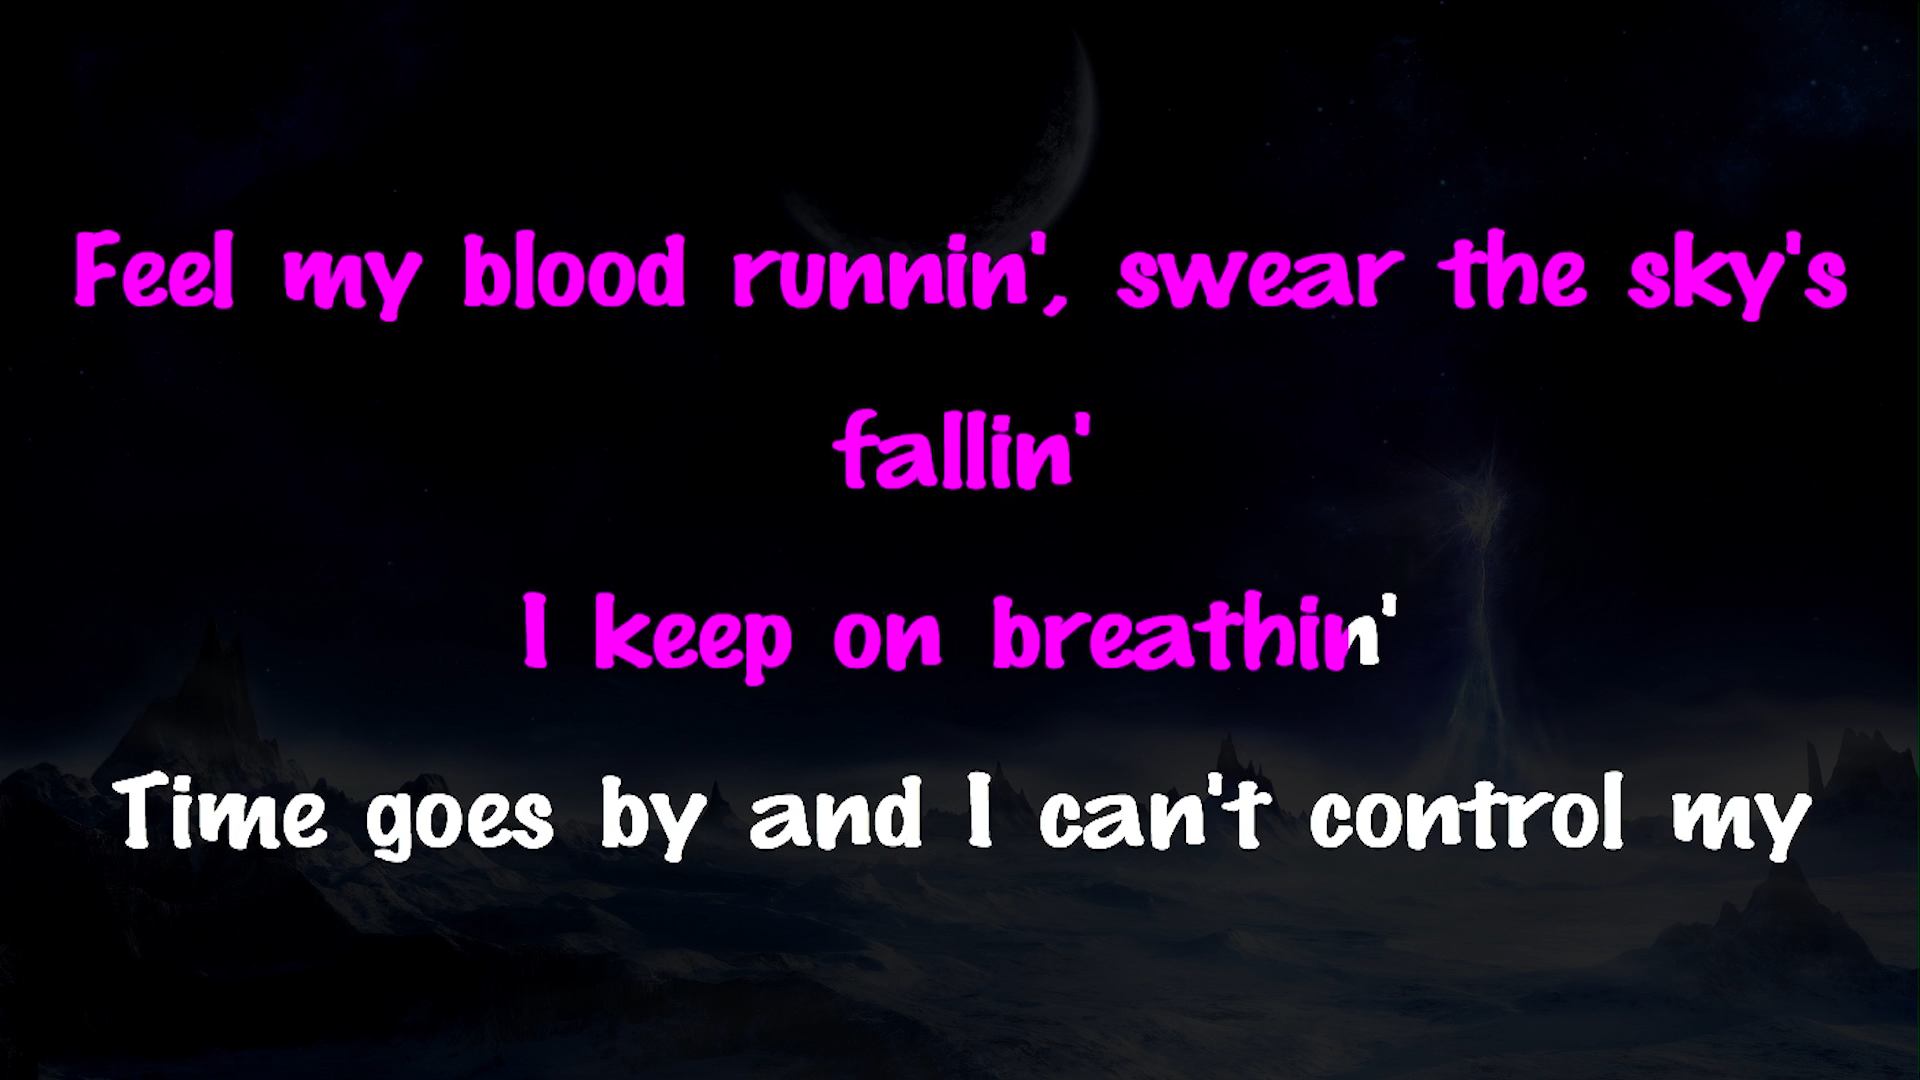 Feel my blood runnin', swear the sky's
fallin'
I keep on breathin'
Time goes by and I can't control my